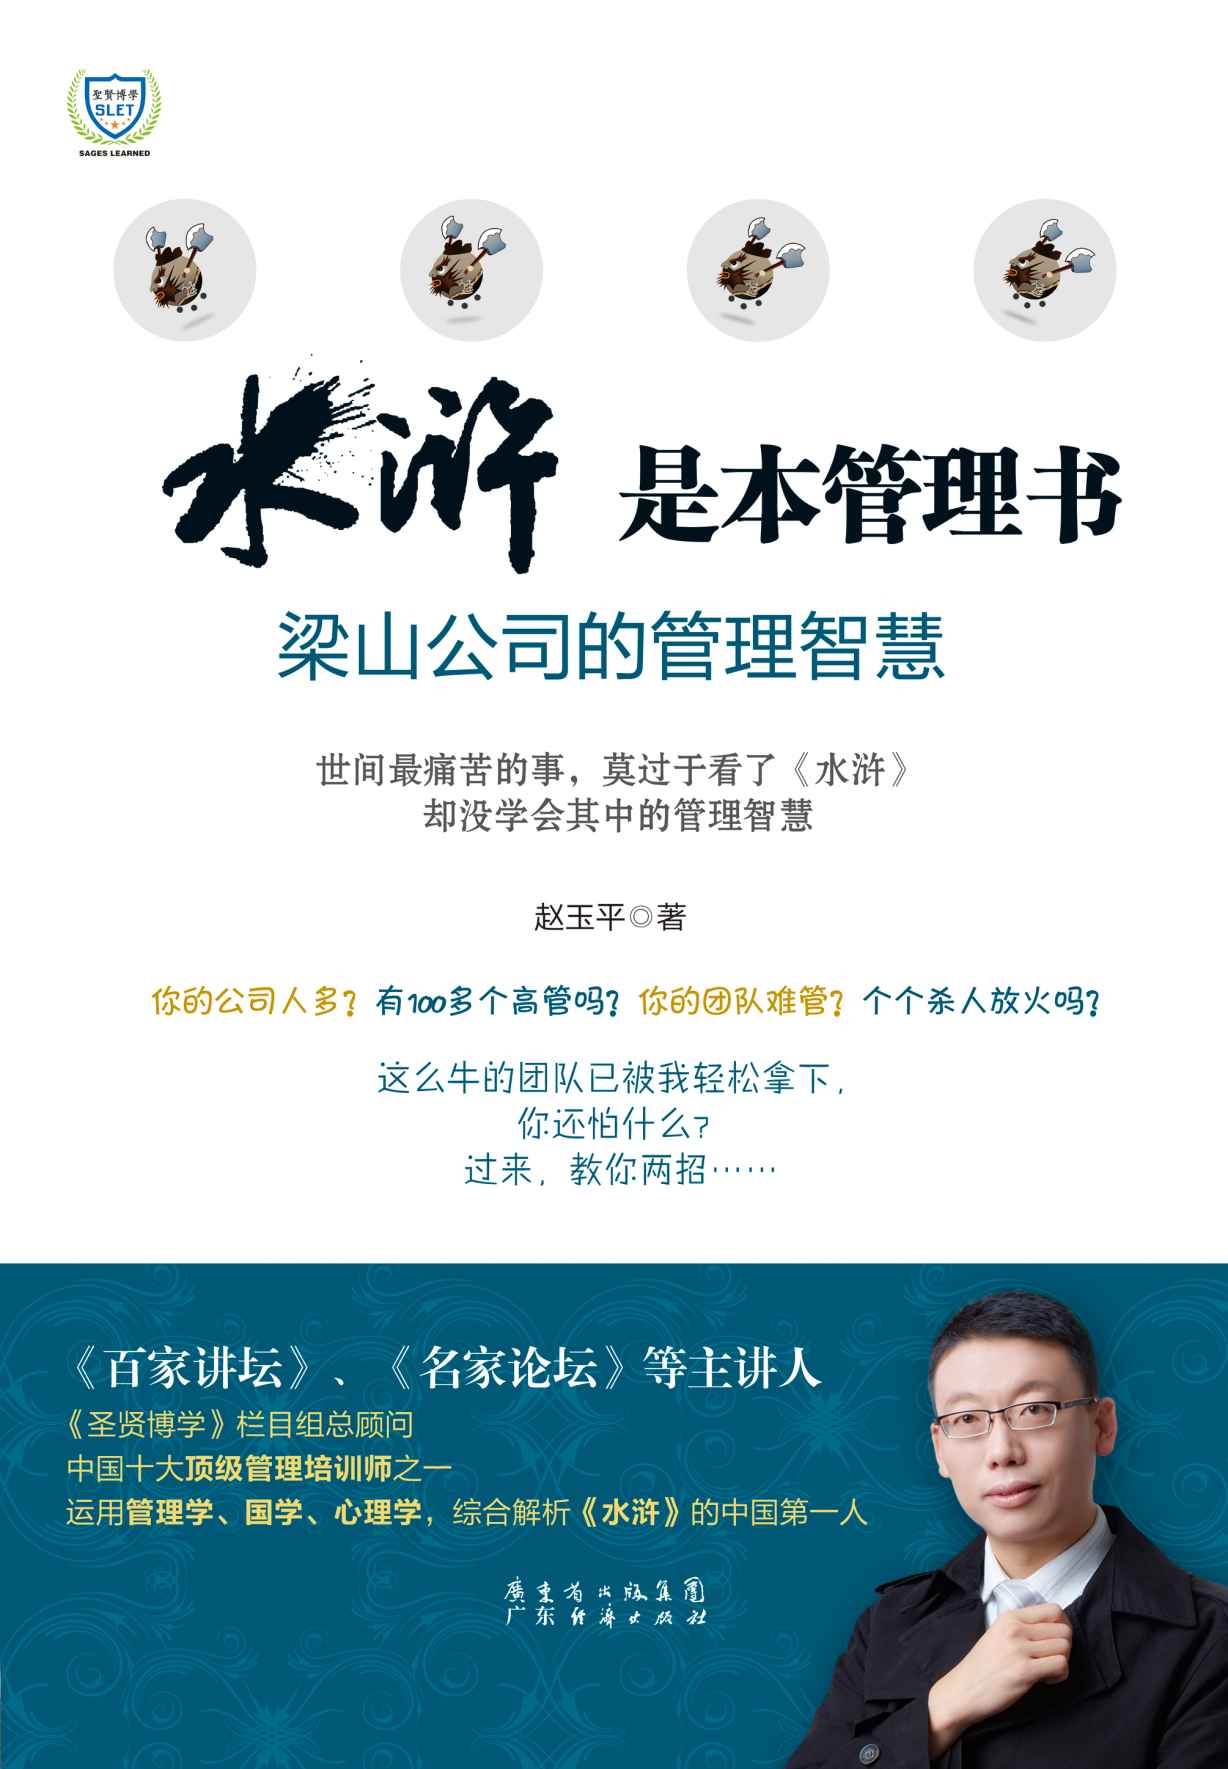 聖賢博學
SLET
SAGES LEARNED
水浒 是本管理书
梁山公司的管理智慧
世间最痛苦的事，莫过于看了《水浒》
却没学会其中的管理智慧
赵玉平◎著
你的公司人多？有100多个高管吗？你的团队难管？个个杀人放火吗？
这么牛的团队已被我轻松拿下，
你还怕什么？
过来，教你两招……
《百家讲坛》、《名家论坛》等主讲人
《圣贤博学》栏目组总顾问
中国十大顶级管理培训师之一
运用管理学、国学、心理学，综合解析《水浒》的中国第一人
廣東省出版集團
广东经济出版社